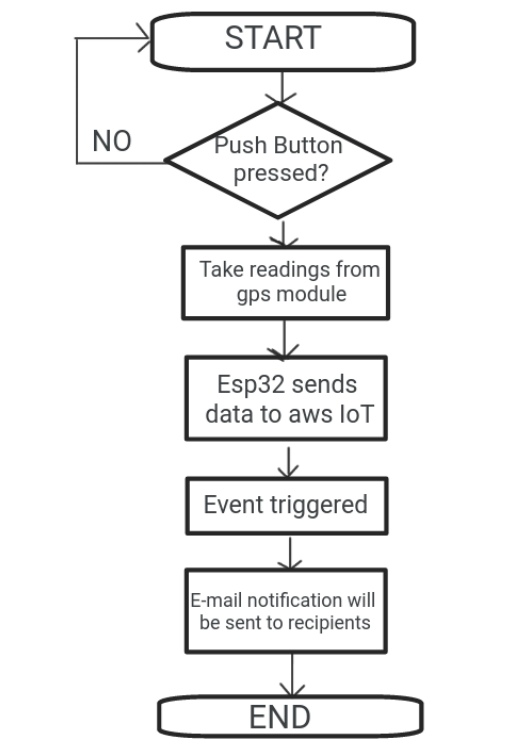 START
NO
Push Button
pressed?
Take readings from
gps module
Esp32 sends
data to aws IoT
Event triggered
E-mail notification will
be sent to recipients
END